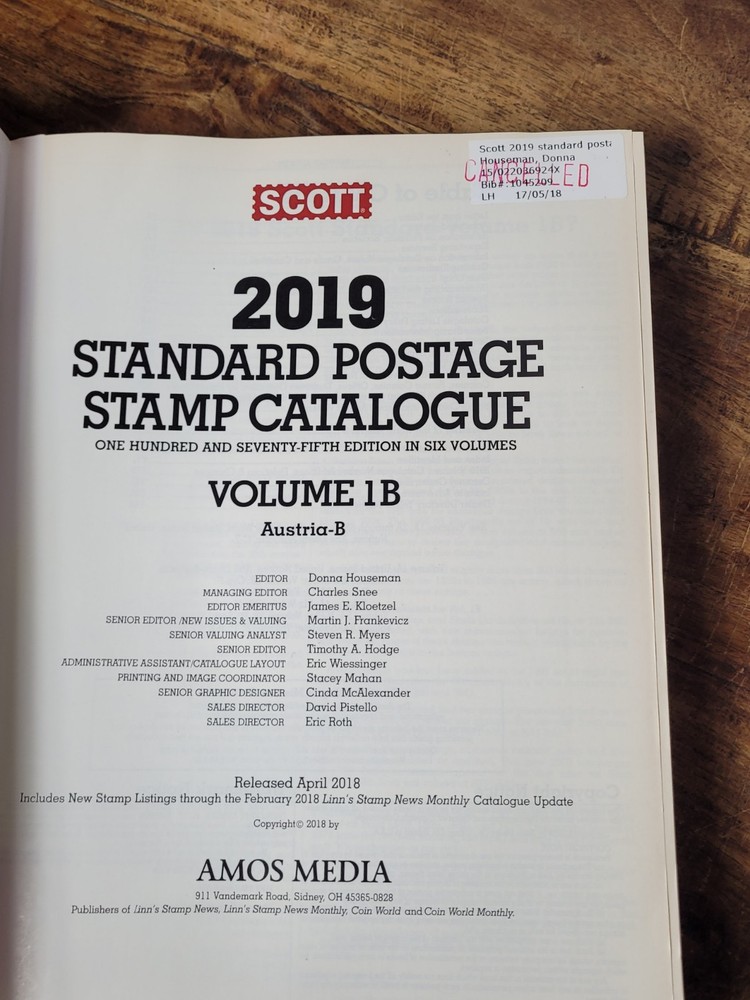 Scott 2019 standard posta
Houseman, Donna
15/022036924x
Bib#: 1045209
LH 17/05/18
CANCELLED
SCOTT
2019
STANDARD POSTAGE
STAMP CATALOGUE
ONE HUNDRED AND SEVENTY-FIFTH EDITION IN SIX VOLUMES
VOLUME 1B
Austria-B
EDITOR Donna Houseman
MANAGING EDITOR Charles Snee
EDITOR EMERITUS James E. Kloetzel
SENIOR EDITOR /NEW ISSUES & VALUING Martin J. Frankevicz
SENIOR VALUING ANALYST Steven R. Myers
SENIOR EDITOR Timothy A. Hodge
ADMINISTRATIVE ASSISTANT/CATALOGUE LAYOUT Eric Wiessinger
PRINTING AND IMAGE COORDINATOR Stacey Mahan
SENIOR GRAPHIC DESIGNER Cinda McAlexander
SALES DIRECTOR David Pistello
SALES DIRECTOR Eric Roth
Released April 2018
Includes New Stamp Listings through the February 2018 Linn's Stamp News Monthly Catalogue Update
Copyright© 2018 by
AMOS MEDIA
911 Vandemark Road, Sidney, OH 45365-0828
Publishers of Linn's Stamp News, Linn's Stamp News Monthly, Coin World and Coin World Monthly.